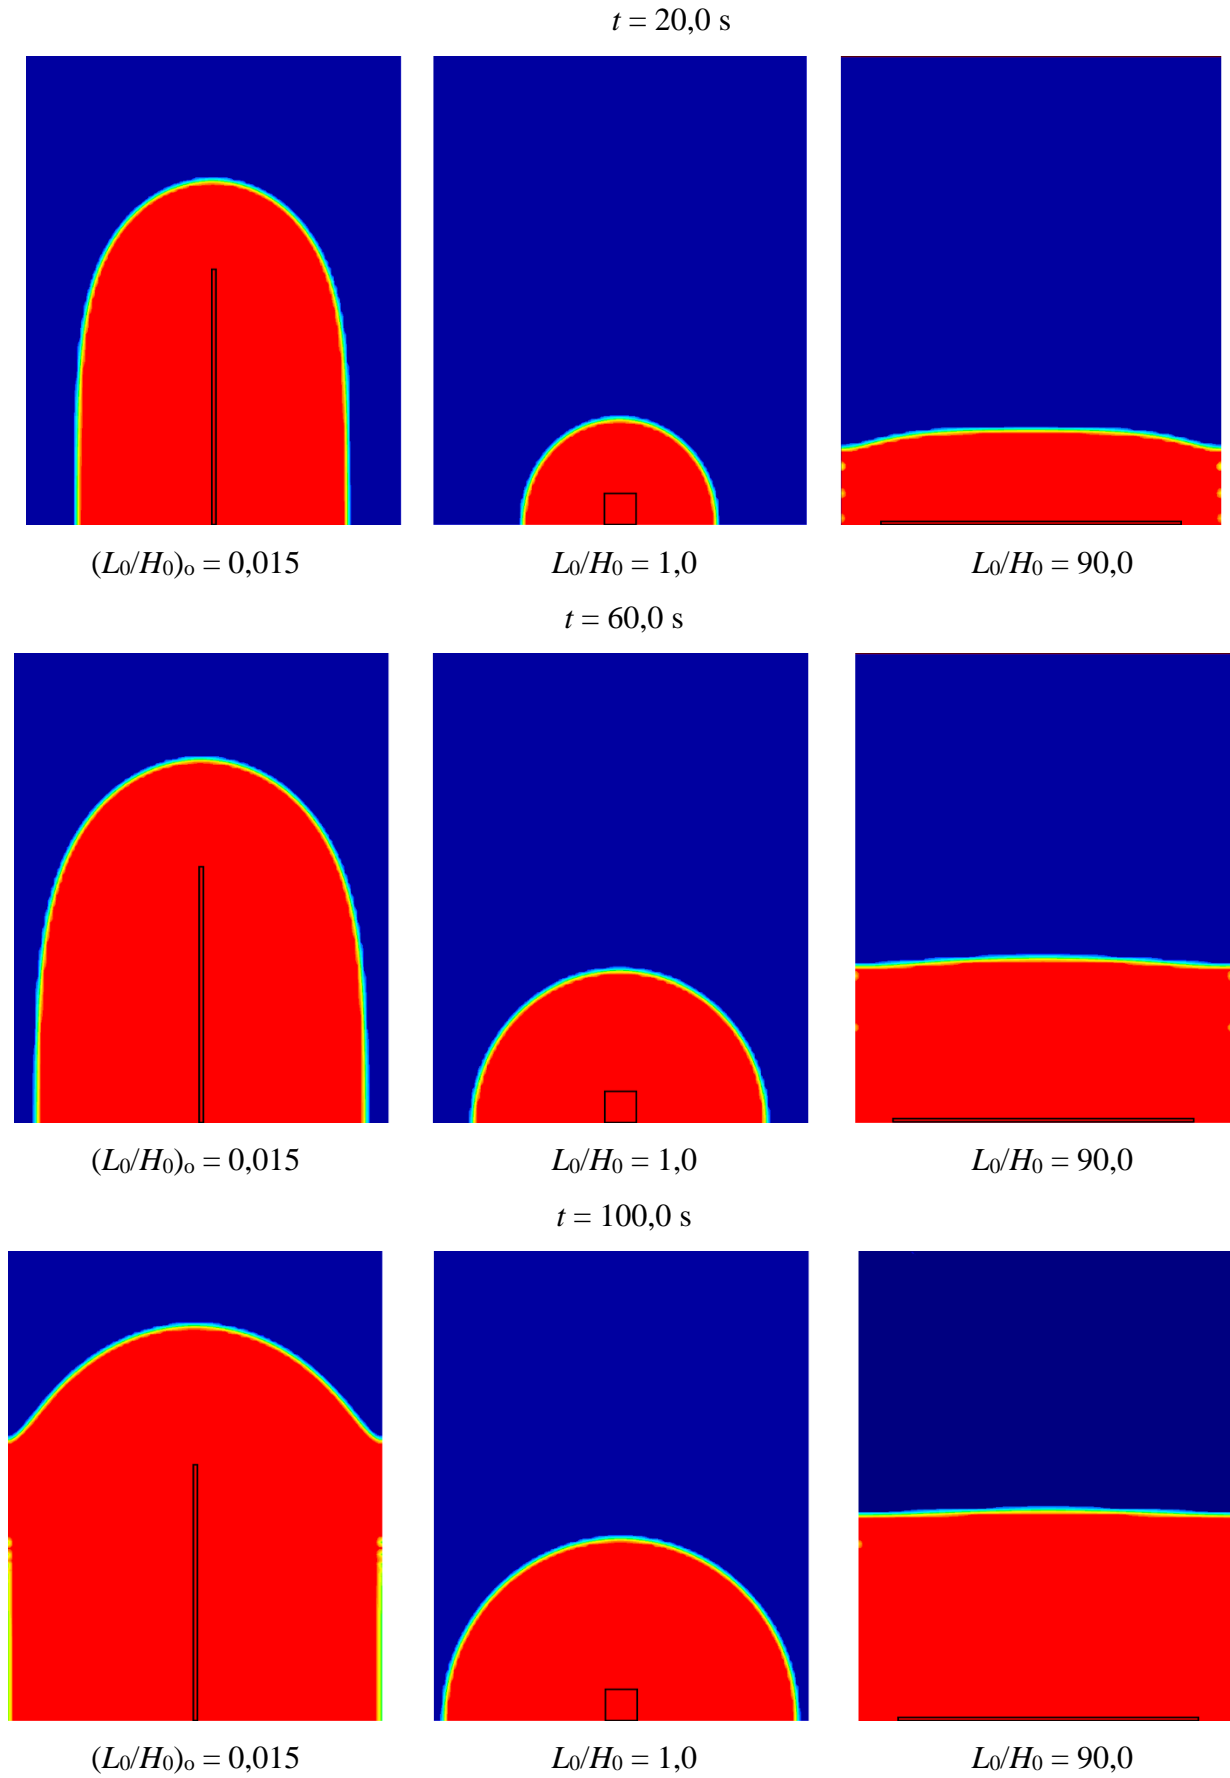 t = 20,0 s
(L₀/H₀)ₒ = 0,015 L₀/H₀ = 1,0 L₀/H₀ = 90,0
t = 60,0 s
(L₀/H₀)ₒ = 0,015 L₀/H₀ = 1,0 L₀/H₀ = 90,0
t = 100,0 s
(L₀/H₀)ₒ = 0,015 L₀/H₀ = 1,0 L₀/H₀ = 90,0